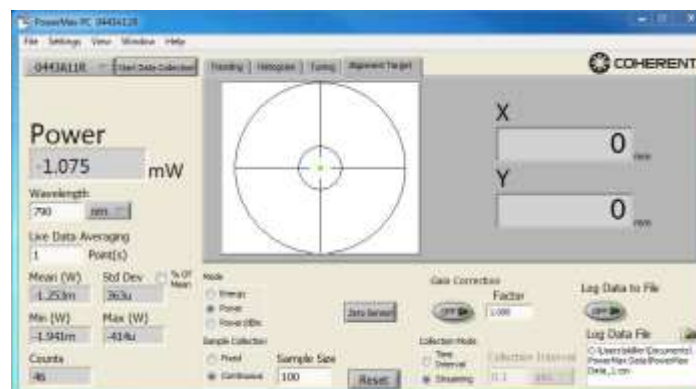 PowerMax PC 0443A11R
File Settings View Window Help
0443A11R Start Data Collection
Trending Histogram Tuning Alignment Target
COHERENT
Power
-1.075 mW
Wavelength
790 nm
Live Data Averaging
1 Point(s)
Mean (W) Std Dev % Of Mean
-1.253m 363u
Min (W) Max (W)
-1.941m -414u
Counts
46
X
0 mm
Y
0 mm
Mode
Energy
Power
Power dBm
Zero Sensor
Sample Collection
Fixed
Continuous
Sample Size
100
Reset
Gain Correction
OFF
Factor
1.000
Collection Mode
Time Interval
Streaming
Collection Interval
0.1
Log Data to File
OFF
Log Data File